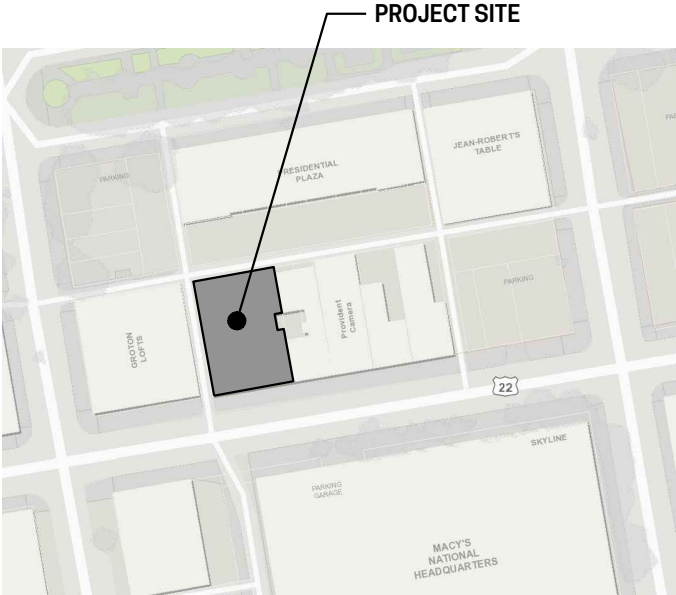 PROJECT SITE
JEAN-ROBERT'S
TABLE
PRESIDENTIAL
PLAZA
PARKING
PARKING
Provident
Camera
GROTON
LOFTS
22
SKYLINE
PARKING
GARAGE
MACY'S
NATIONAL
HEADQUARTERS